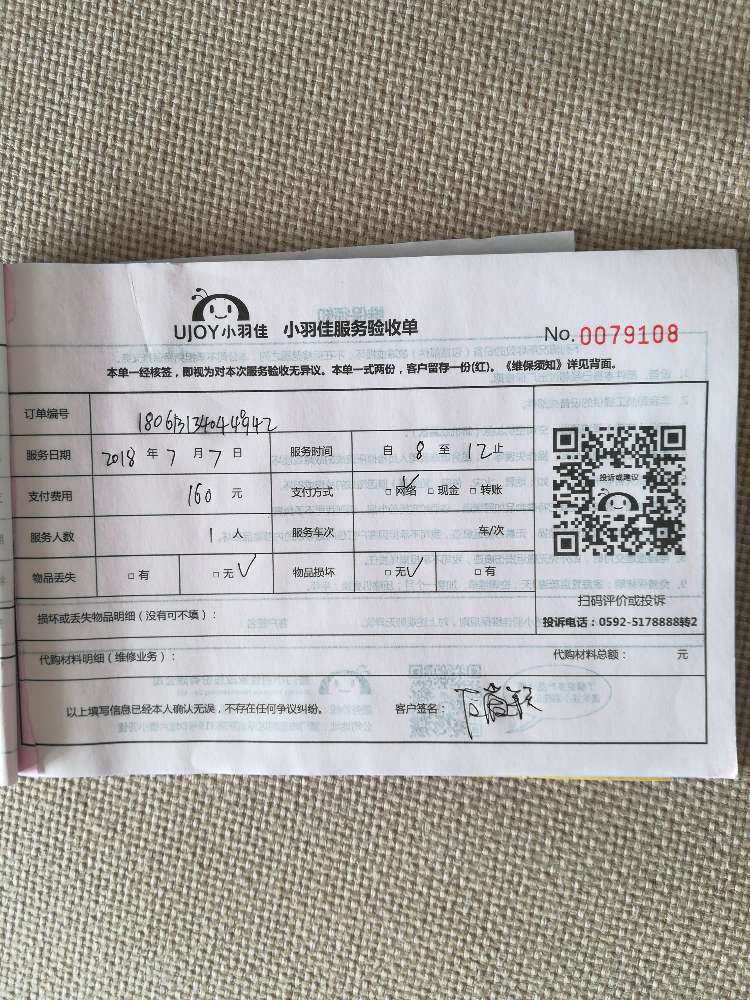 UJOY小羽佳 小羽佳服务验收单 No.0079108
本单一经核签，即视为对本次服务验收无异议。本单一式两份，客户留存一份(红)。《维保须知》详见背面。
订单编号
服务日期 2018 年 7 月 7 日 服务时间 自 8 至 12 止
投诉或建议
支付费用 160 元 支付方式 □网络 □现金 □转账
服务人数 1 人 服务车次 车/次
物品丢失 □有 □无 物品损坏 □无 □有
扫码评价或投诉
损坏或丢失物品明细（没有可不填）：
投诉电话：0592-5178888转2
代购材料明细（维修业务）： 代购材料总额： 元
以上填写信息已经本人确认无误，不存在任何争议纠纷。 客户签名：